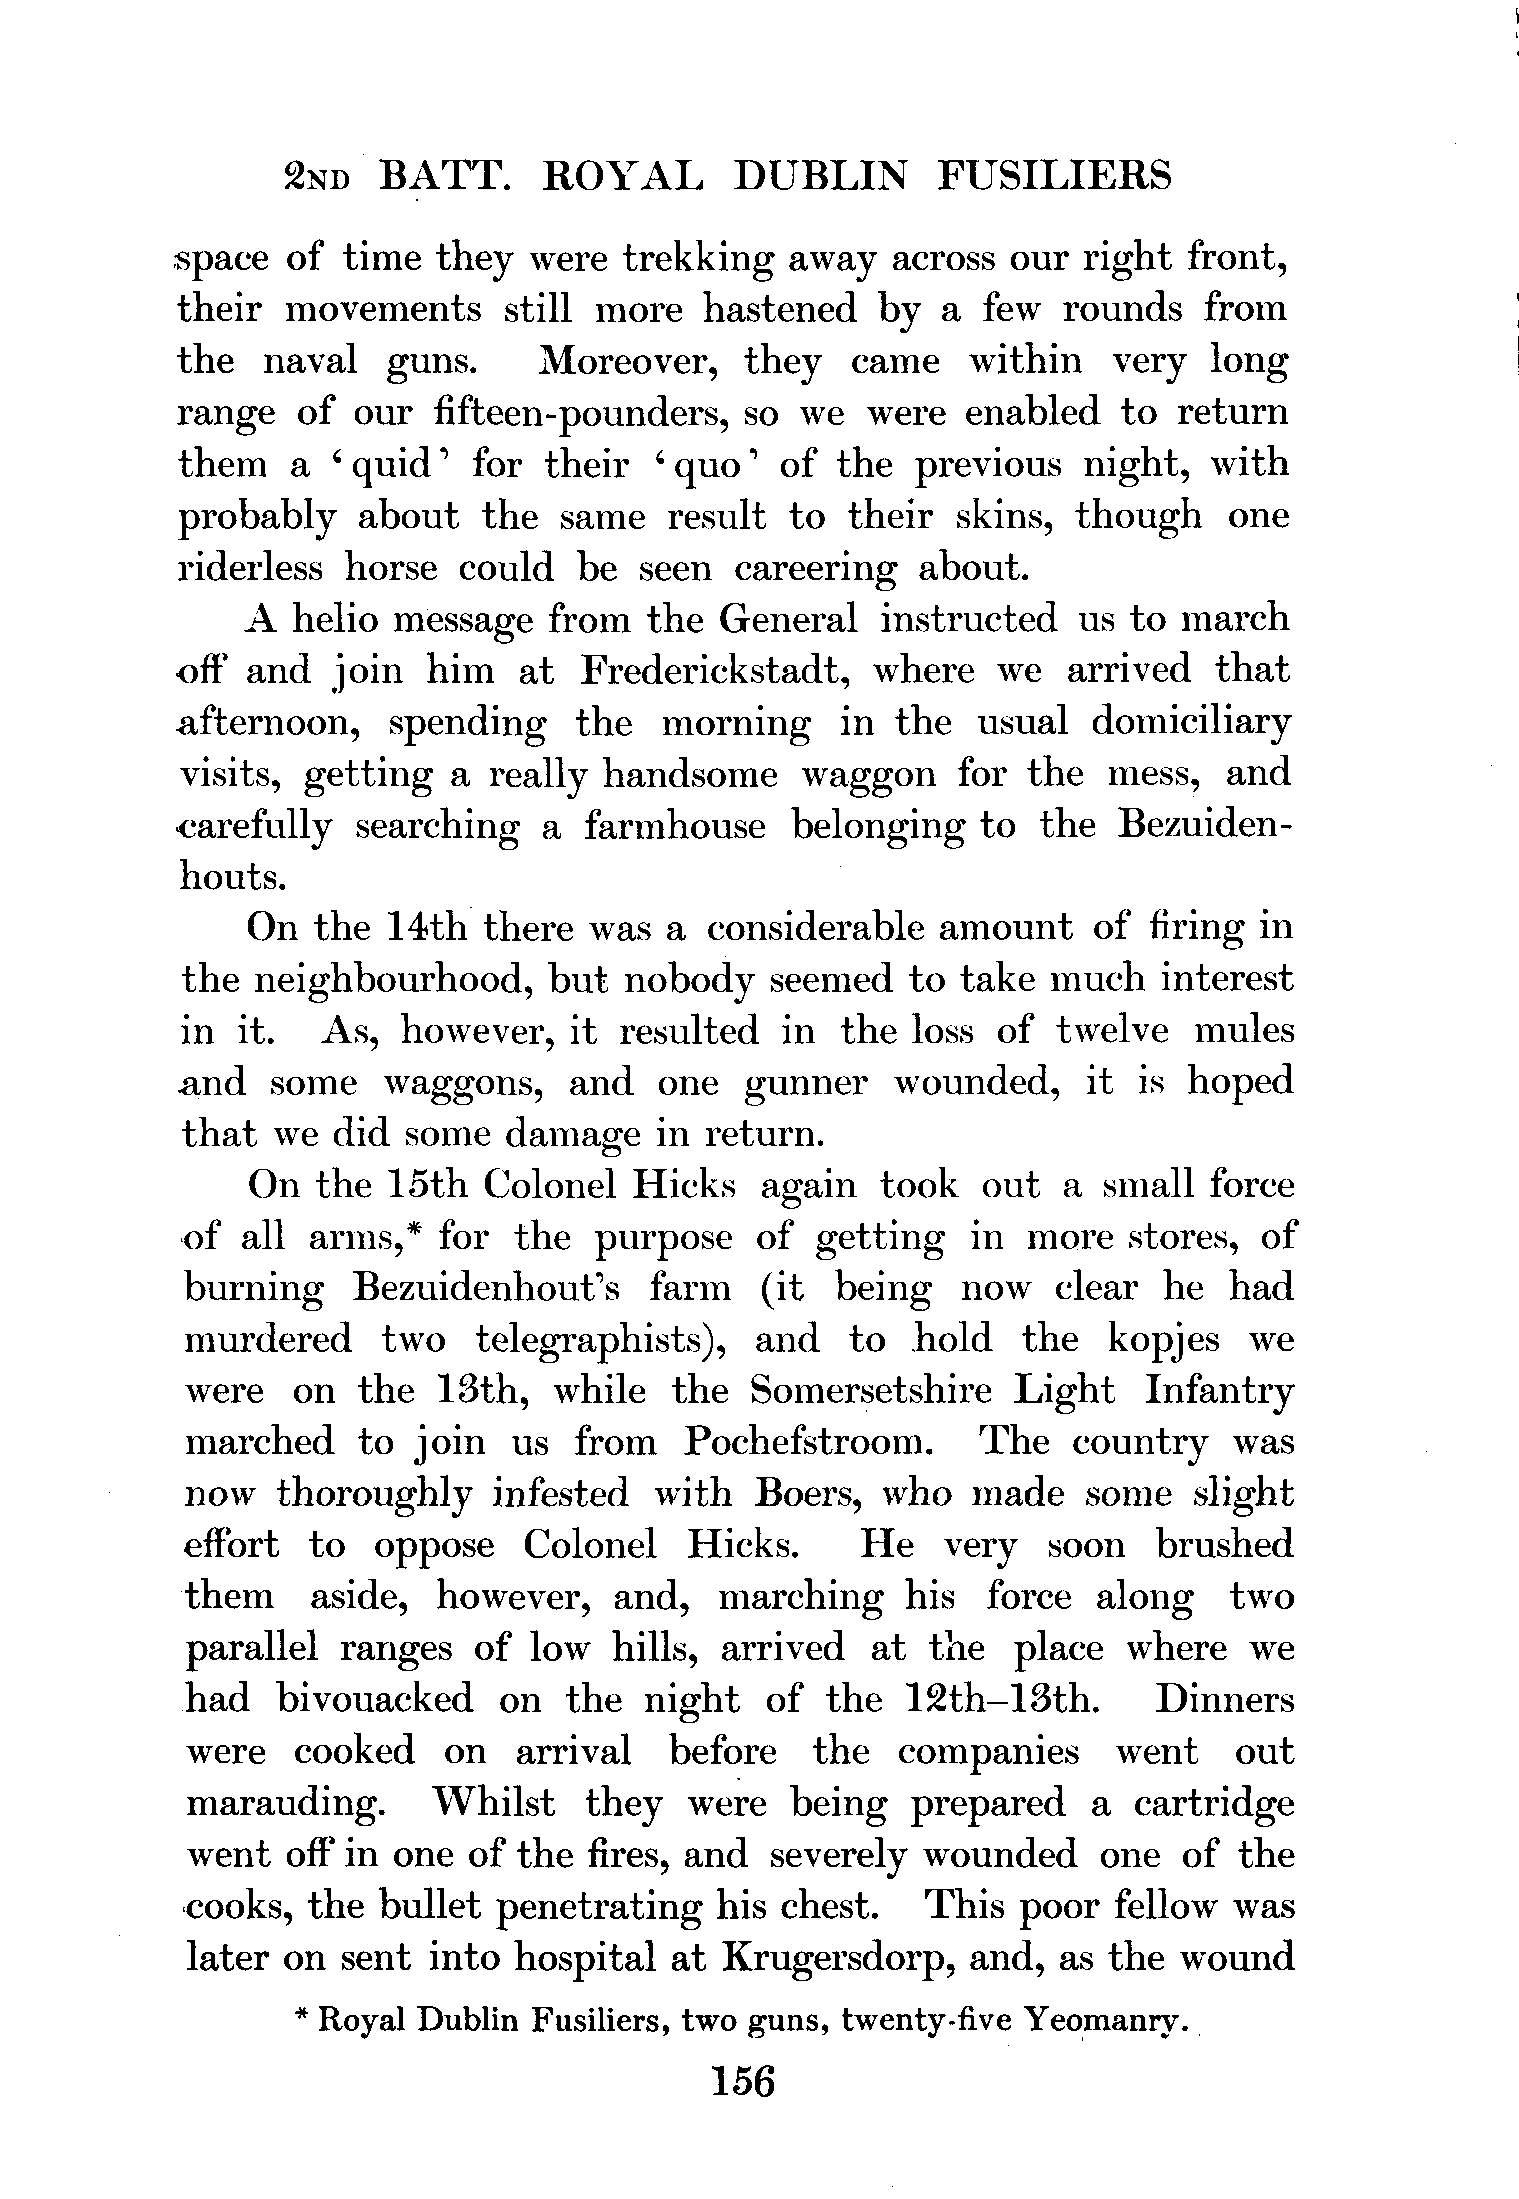 2ND BATT. ROYAL DUBLIN FUSILIERS
space of time they were trekking away across our right front,
their movements still more hastened by a few rounds from
the naval guns. Moreover, they came within very long
range of our fifteen-pounders, so we were enabled to return
them a ‘quid’ for their ‘quo’ of the previous night, with
probably about the same result to their skins, though one
riderless horse could be seen careering about.
A helio message from the General instructed us to march
off and join him at Frederickstadt, where we arrived that
afternoon, spending the morning in the usual domiciliary
visits, getting a really handsome waggon for the mess, and
carefully searching a farmhouse belonging to the Bezuiden-
houts.
On the 14th there was a considerable amount of firing in
the neighbourhood, but nobody seemed to take much interest
in it. As, however, it resulted in the loss of twelve mules
and some waggons, and one gunner wounded, it is hoped
that we did some damage in return.
On the 15th Colonel Hicks again took out a small force
of all arms,* for the purpose of getting in more stores, of
burning Bezuidenhout's farm (it being now clear he had
murdered two telegraphists), and to hold the kopjes we
were on the 13th, while the Somersetshire Light Infantry
marched to join us from Pochefstroom. The country was
now thoroughly infested with Boers, who made some slight
effort to oppose Colonel Hicks. He very soon brushed
them aside, however, and, marching his force along two
parallel ranges of low hills, arrived at the place where we
had bivouacked on the night of the 12th–13th. Dinners
were cooked on arrival before the companies went out
marauding. Whilst they were being prepared a cartridge
went off in one of the fires, and severely wounded one of the
cooks, the bullet penetrating his chest. This poor fellow was
later on sent into hospital at Krugersdorp, and, as the wound
* Royal Dublin Fusiliers, two guns, twenty-five Yeomanry.
156